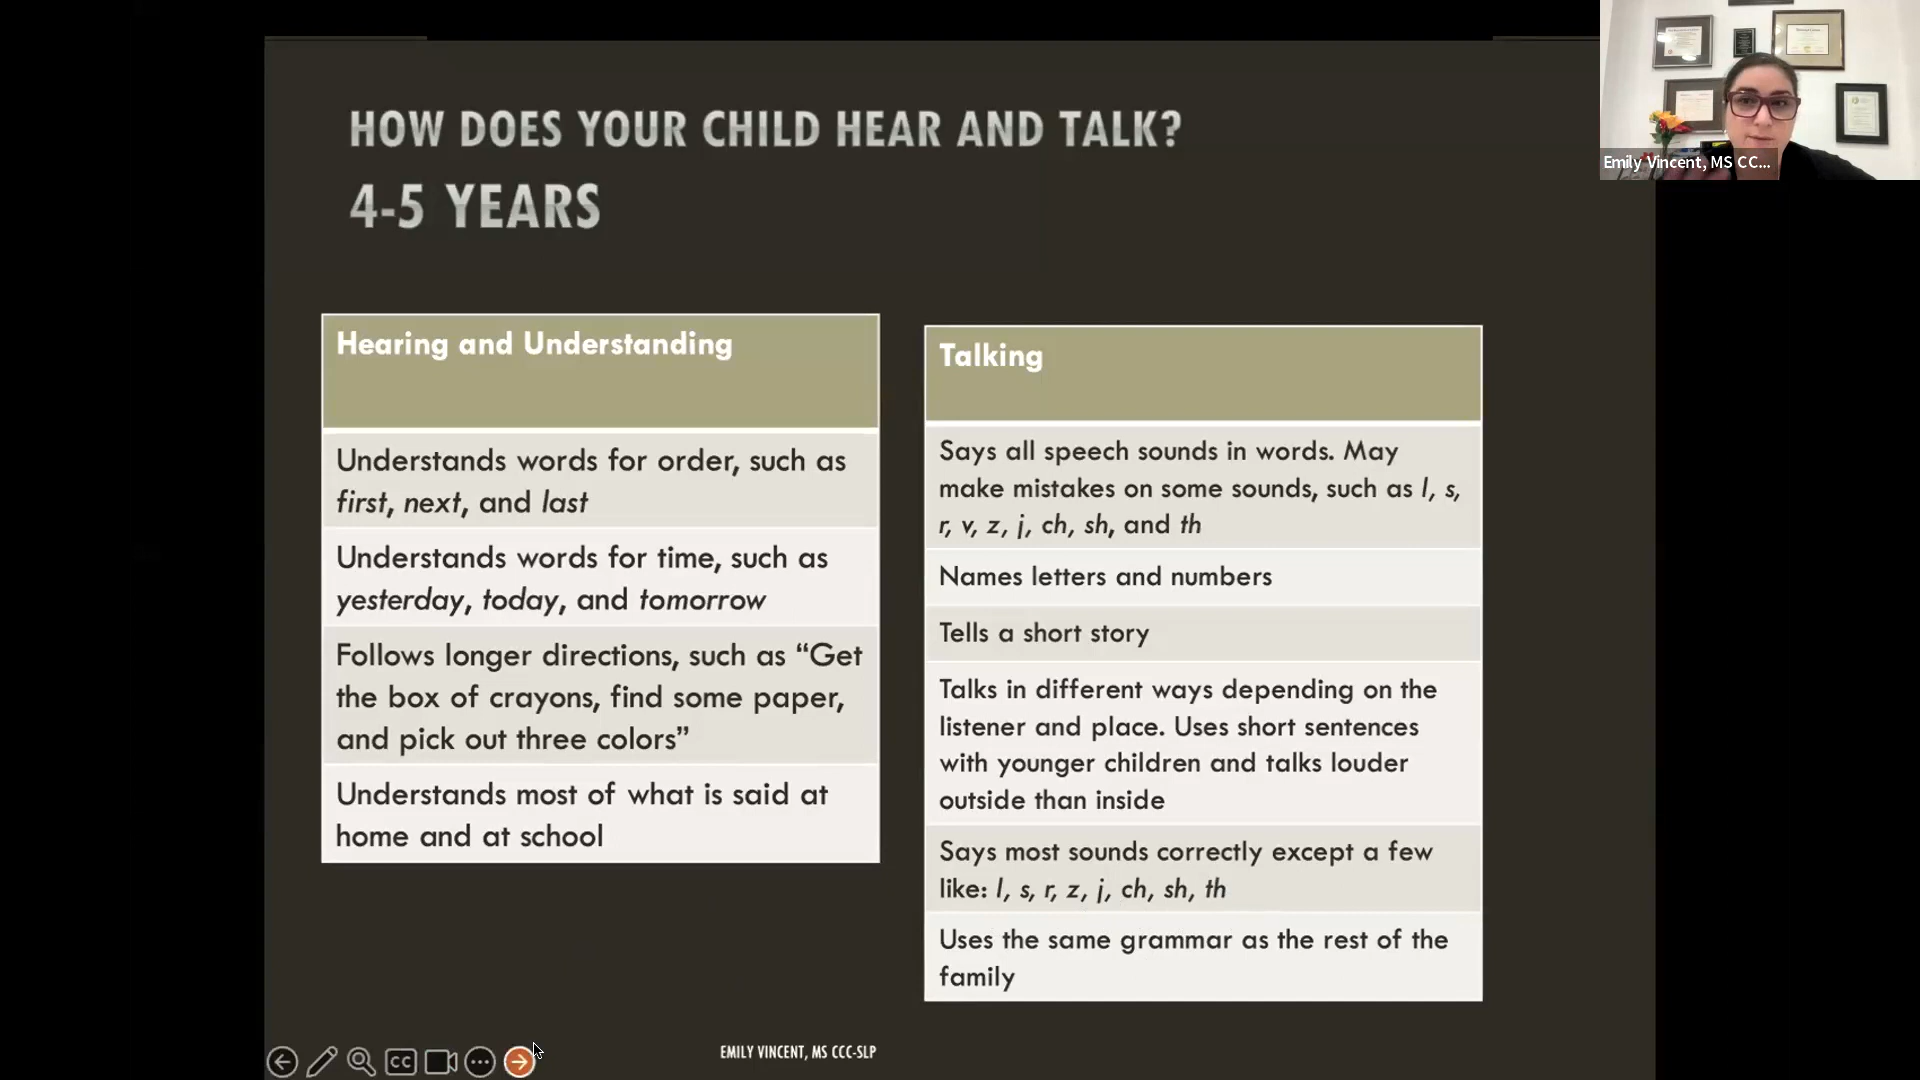 HOW DOES YOUR CHILD HEAR AND TALK?
4-5 YEARS
Hearing and Understanding
Understands words for order, such as
first, next, and last
Understands words for time, such as
yesterday, today, and tomorrow
Follows longer directions, such as “Get
the box of crayons, find some paper,
and pick out three colors”
Understands most of what is said at
home and at school
Talking
Says all speech sounds in words. May
make mistakes on some sounds, such as l, s,
r, v, z, j, ch, sh, and th
Names letters and numbers
Tells a short story
Talks in different ways depending on the
listener and place. Uses short sentences
with younger children and talks louder
outside than inside
Says most sounds correctly except a few
like: l, s, r, z, j, ch, sh, th
Uses the same grammar as the rest of the
family
EMILY VINCENT, MS CCC-SLP
CC
Emily Vincent, MS CC...